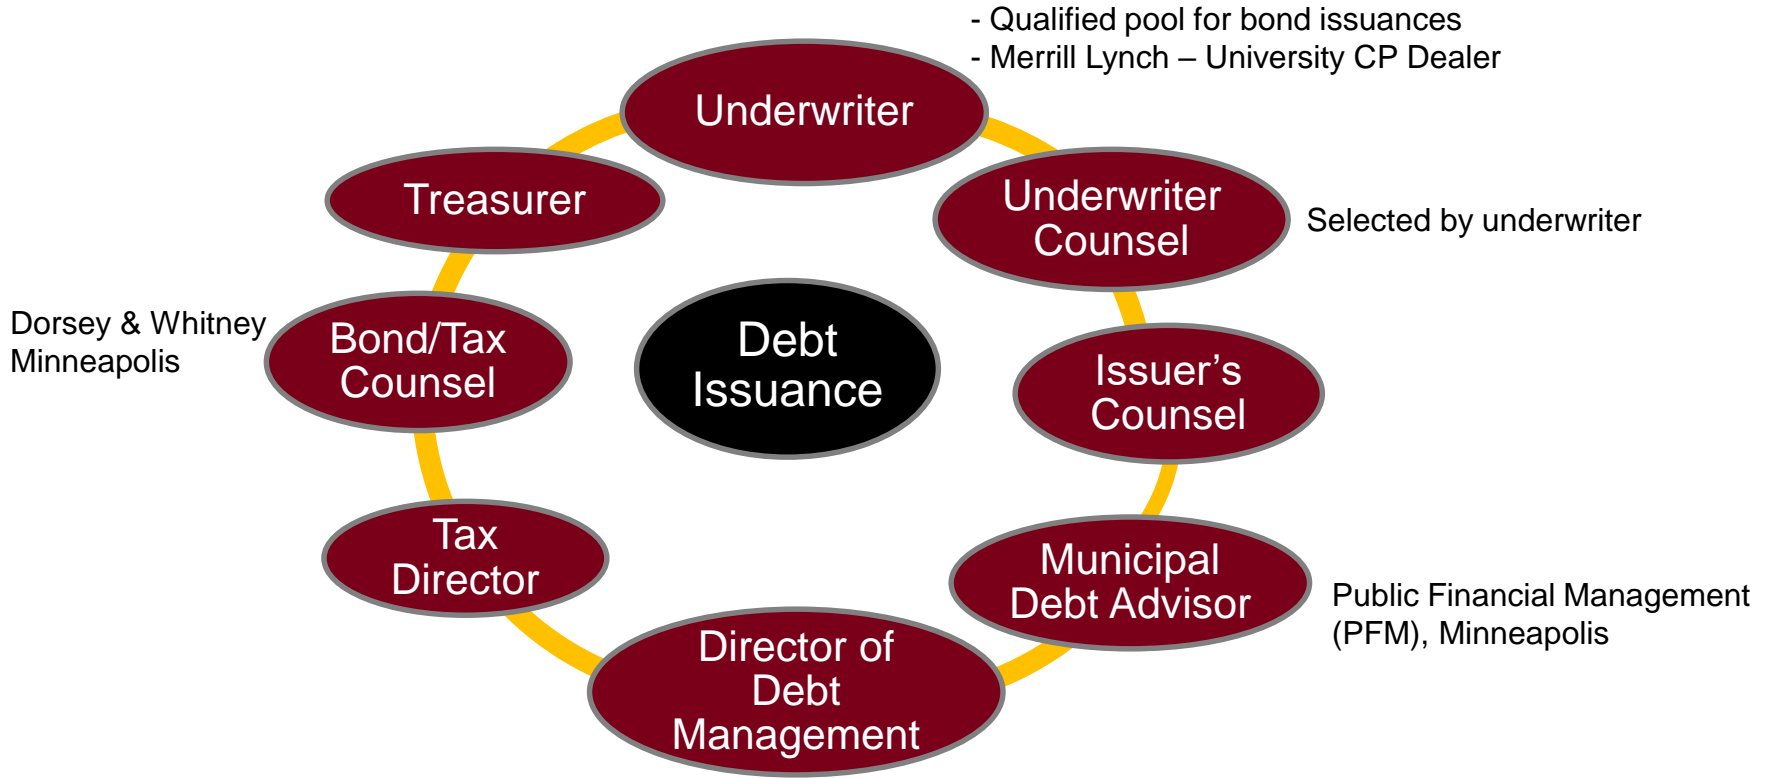 - Qualified pool for bond issuances
- Merrill Lynch – University CP Dealer
Underwriter
Treasurer
Underwriter
Counsel
Selected by underwriter
Dorsey & Whitney
Minneapolis
Bond/Tax
Counsel
Debt
Issuance
Issuer’s
Counsel
Tax
Director
Municipal
Debt Advisor
Public Financial Management
(PFM), Minneapolis
Director of
Debt
Management